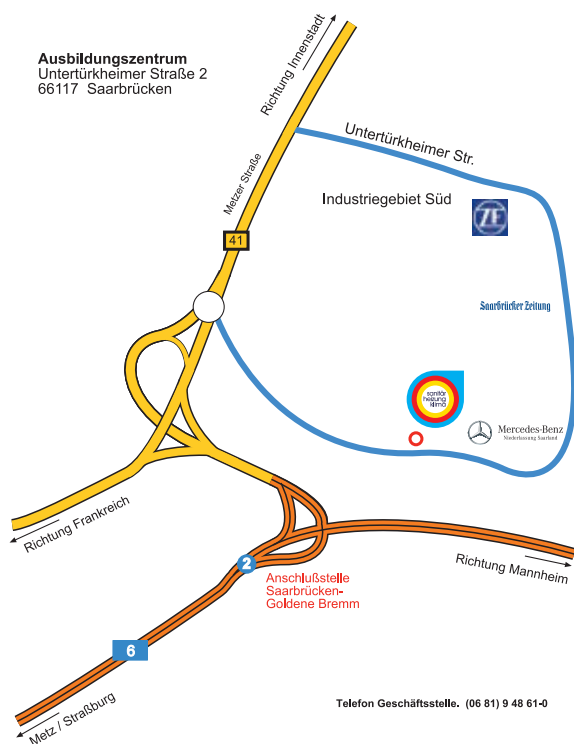 Ausbildungszentrum
Untertürkheimer Straße 2
66117 Saarbrücken
Richtung Innenstadt
Untertürkheimer Str.
Metzer Straße
Industriegebiet Süd
ZF
41
Saarbrücker Zeitung
sanitär
heizung
klima
Mercedes-Benz
Niederlassung Saarland
Richtung Frankreich
2
Richtung Mannheim
Anschlußstelle
Saarbrücken-
Goldene Bremm
6
Metz / Straßburg
Telefon Geschäftsstelle. (06 81) 9 48 61-0